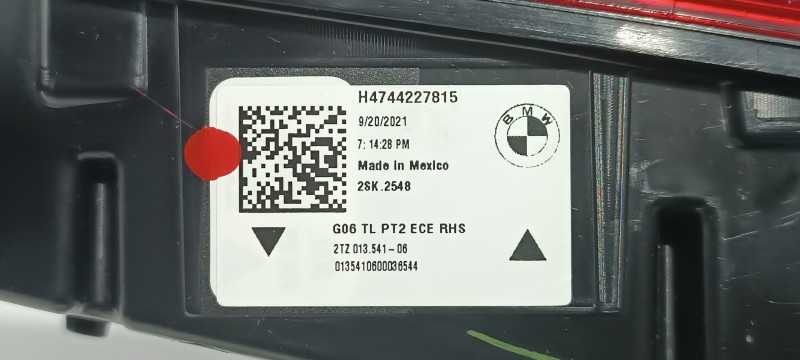 H4744227815
9/20/2021
7:14:28 PM
Made in Mexico
2SK.2548
BMW
G06 TL PT2 ECE RHS
2TZ 013.541-06
0135410600036544